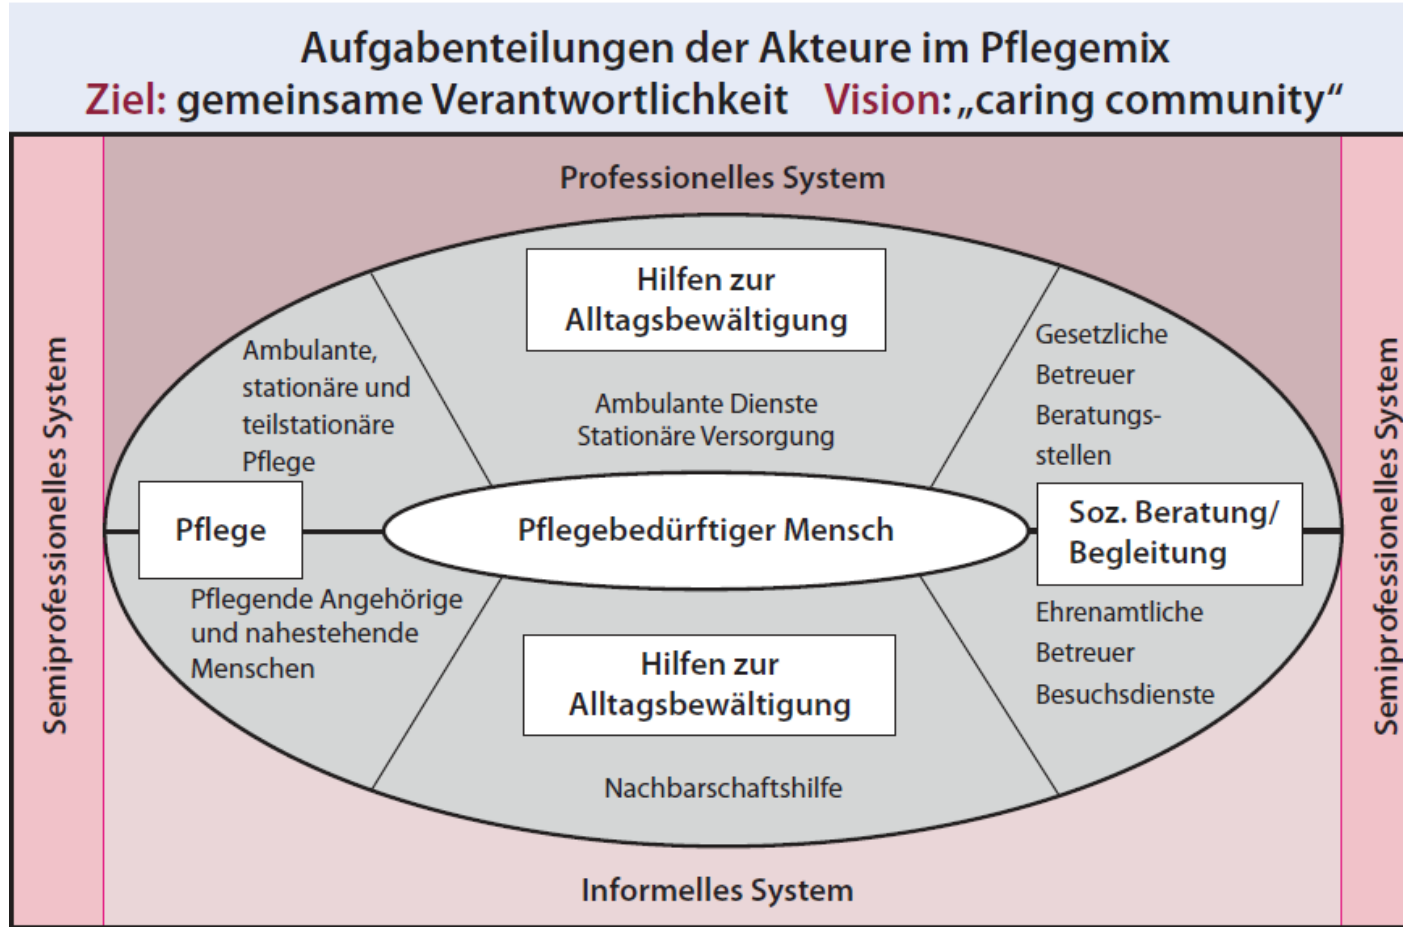 Aufgabenteilungen der Akteure im Pflegemix
Ziel: gemeinsame Verantwortlichkeit Vision: „caring community“
Semiprofessionelles System
Professionelles System
Hilfen zur
Alltagsbewältigung
Ambulante Dienste
Stationäre Versorgung
Ambulante,
stationäre und
teilstationäre
Pflege
Gesetzliche
Betreuer
Beratungs-
stellen
Pflege
Pflegebedürftiger Mensch
Soz. Beratung/
Begleitung
Pflegende Angehörige
und nahestehende
Menschen
Hilfen zur
Alltagsbewältigung
Nachbarschaftshilfe
Ehrenamtliche
Betreuer
Besuchsdienste
Informelles System
Semiprofessionelles System